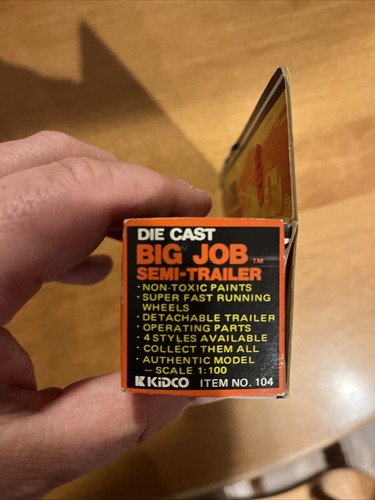 DIE CAST
BIG JOB™
SEMI-TRAILER
• NON-TOXIC PAINTS
• SUPER FAST RUNNING
WHEELS
• DETACHABLE TRAILER
• OPERATING PARTS
• 4 STYLES AVAILABLE
• COLLECT THEM ALL
• AUTHENTIC MODEL
— SCALE 1:100
KiDCO ITEM NO. 104